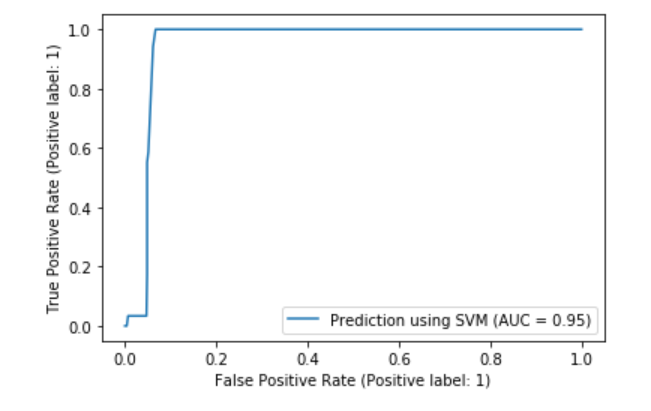 True Positive Rate (Positive label: 1)
1.0
0.8
0.6
0.4
0.2
0.0
Prediction using SVM (AUC = 0.95)
0.0 0.2 0.4 0.6 0.8 1.0
False Positive Rate (Positive label: 1)